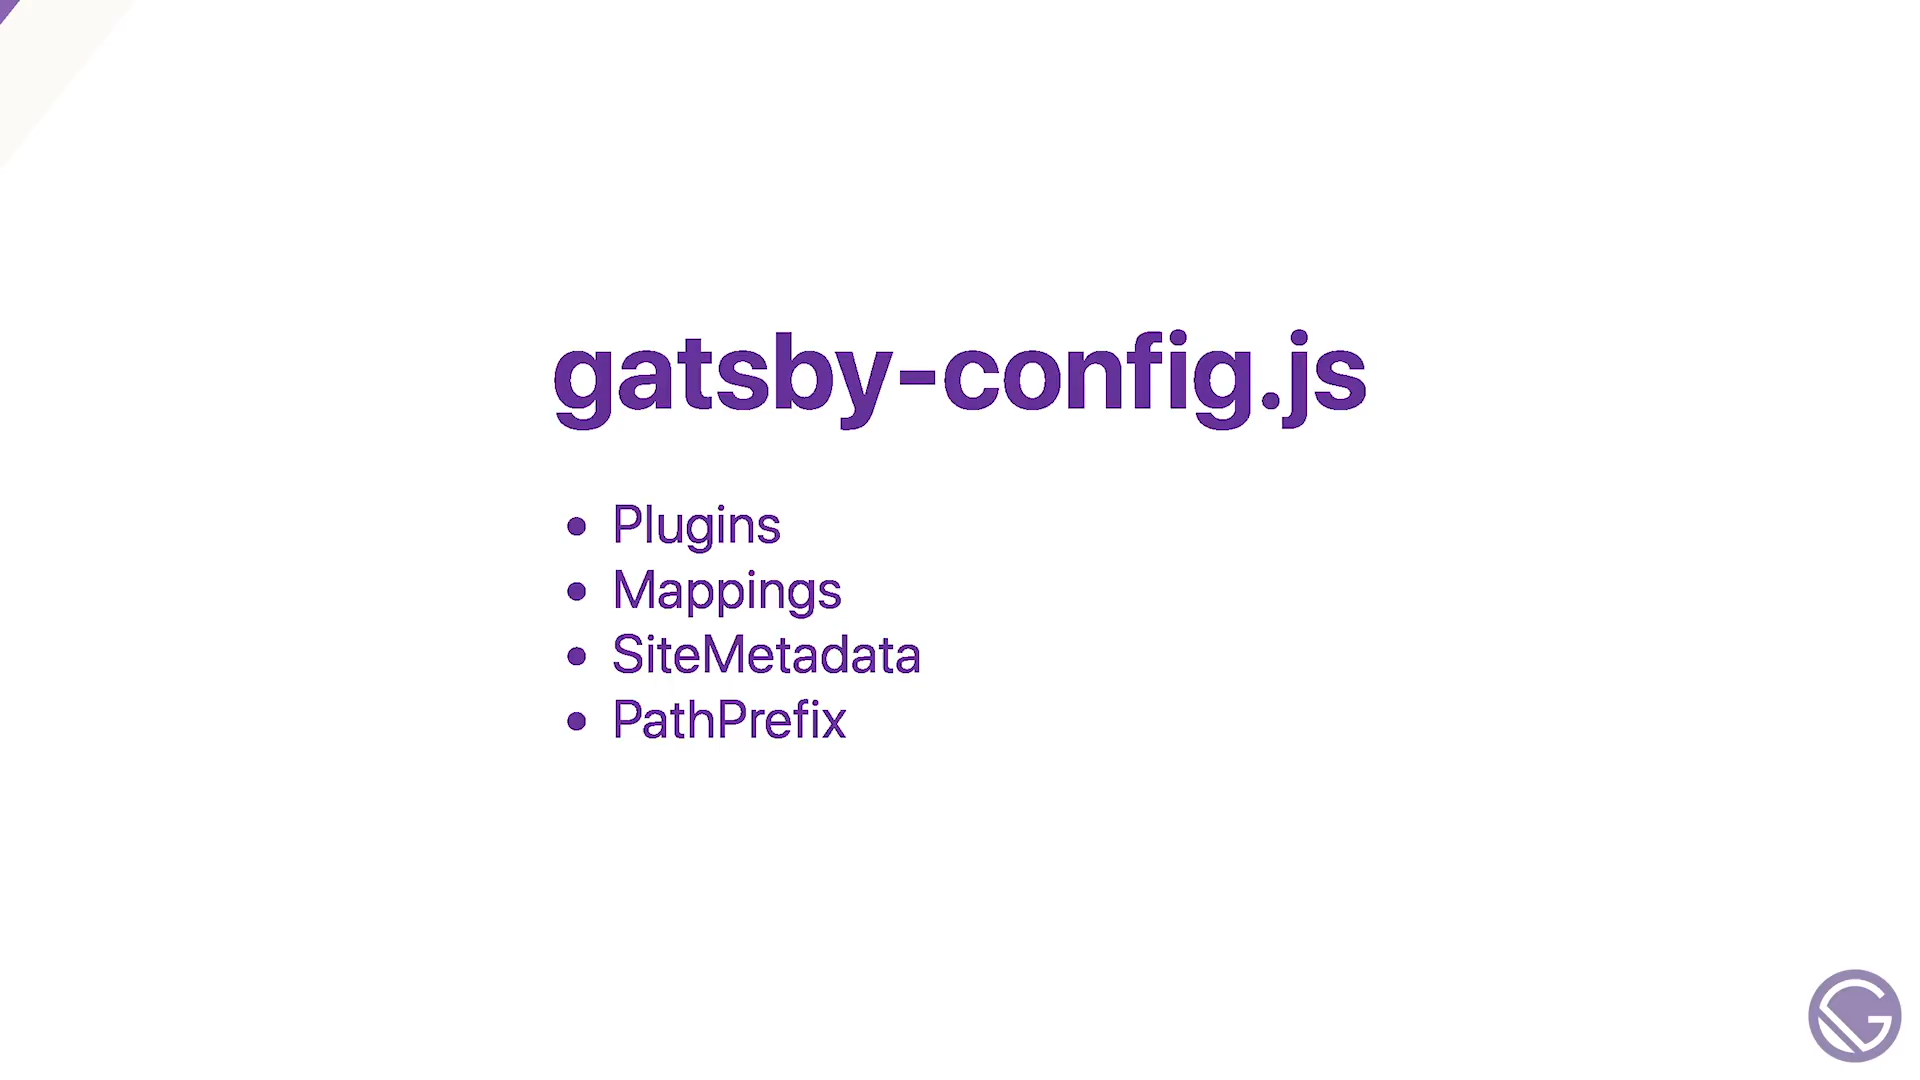 gatsby-config.js
• Plugins
• Mappings
• SiteMetadata
• PathPrefix